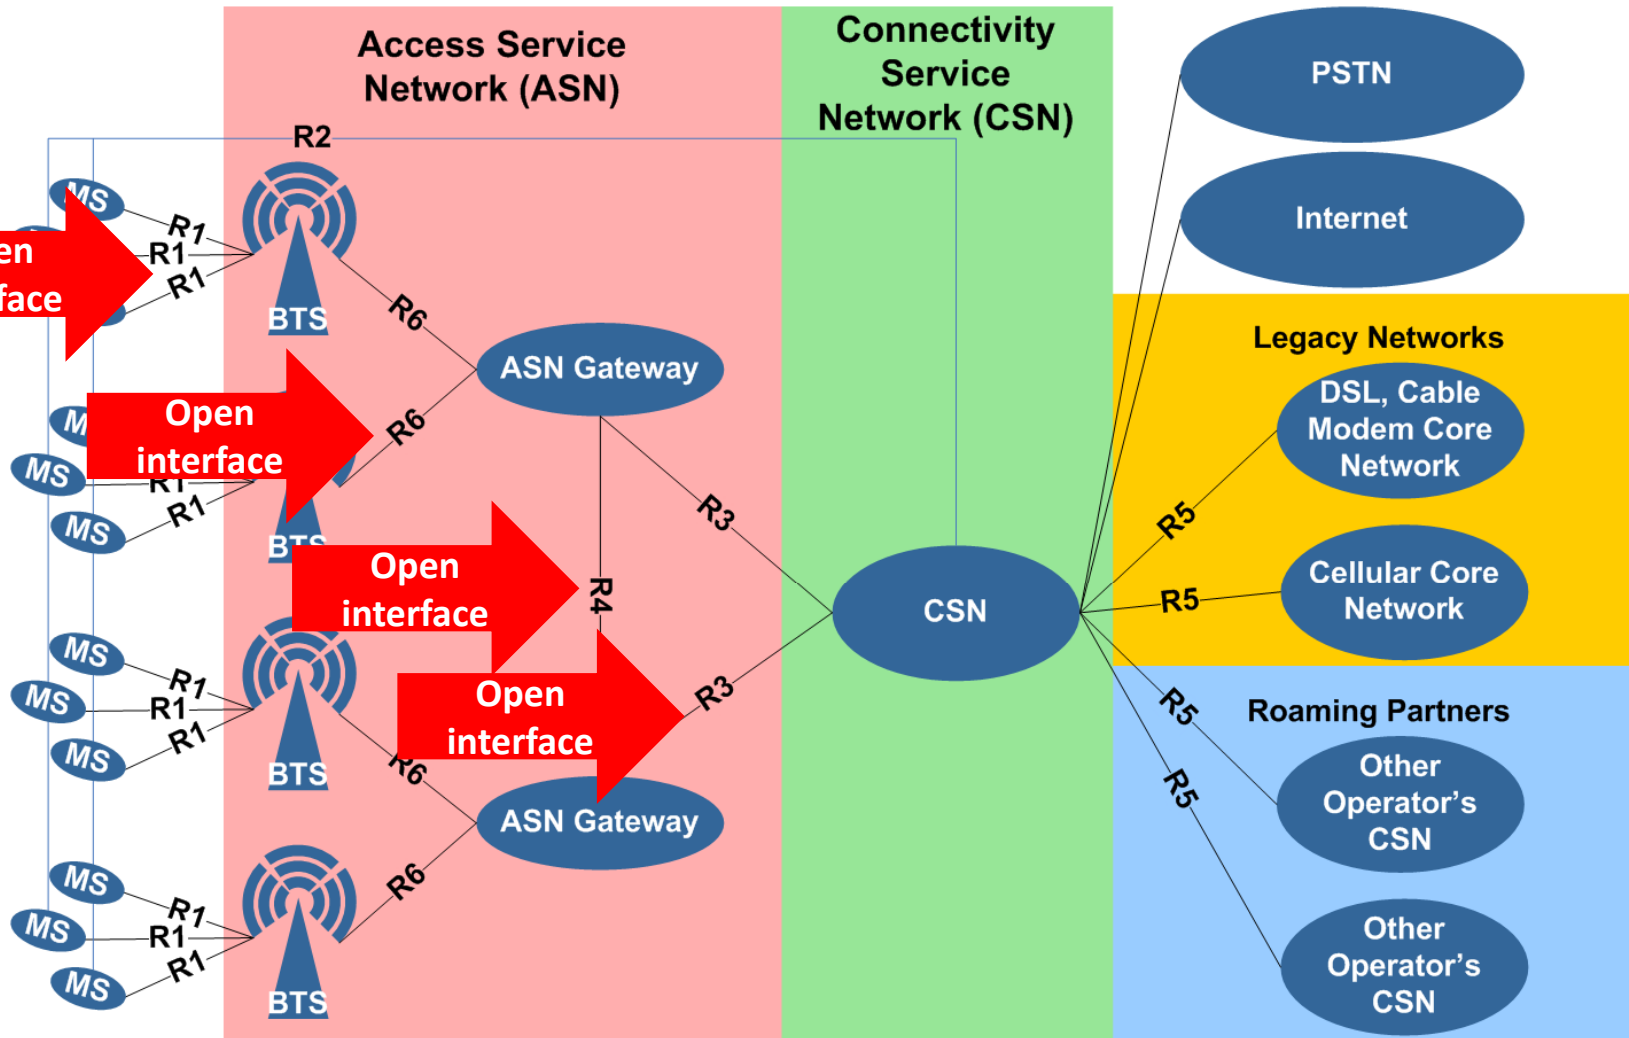 Access Service
Network (ASN)
Connectivity
Service
Network (CSN)
PSTN
R2
MS
R1
R1
R1
en
face
BTS
Internet
R6
Legacy Networks
ASN Gateway
DSL, Cable
Modem Core
Network
Open
interface
R6
MS
R1
R1
MS
BTS
R3
R5
Open
interface
R4
CSN
Cellular Core
Network
R5
MS
R1
MS
R1
R1
MS
BTS
Open
interface
R3
R6
R5
Roaming Partners
Other
Operator's
CSN
R5
ASN Gateway
R6
MS
R1
MS
R1
R1
MS
BTS
Other
Operator's
CSN